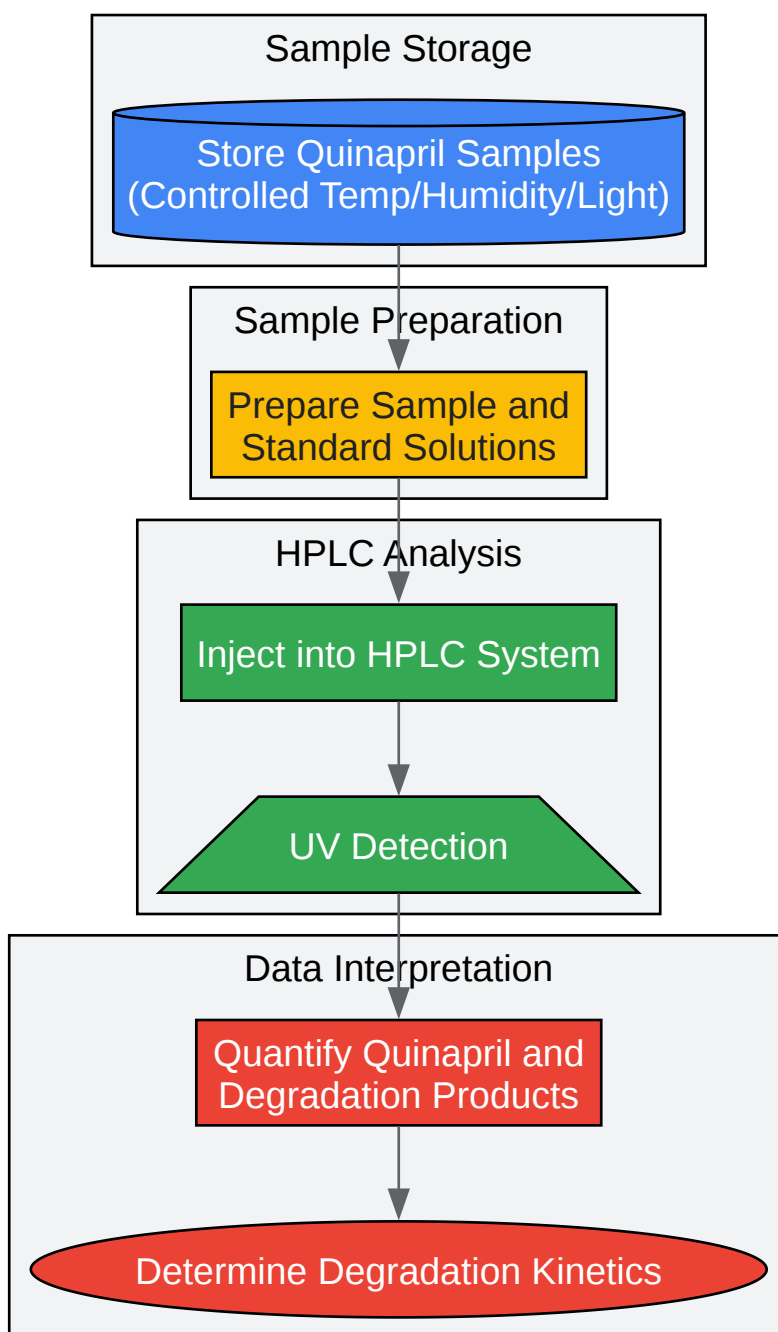 Sample Storage
Store Quinapril Samples
(Controlled Temp/Humidity/Light)
Sample Preparation
Prepare Sample and
Standard Solutions
HPLC Analysis
Inject into HPLC System
UV Detection
Data Interpretation
Quantify Quinapril and
Degradation Products
Determine Degradation Kinetics